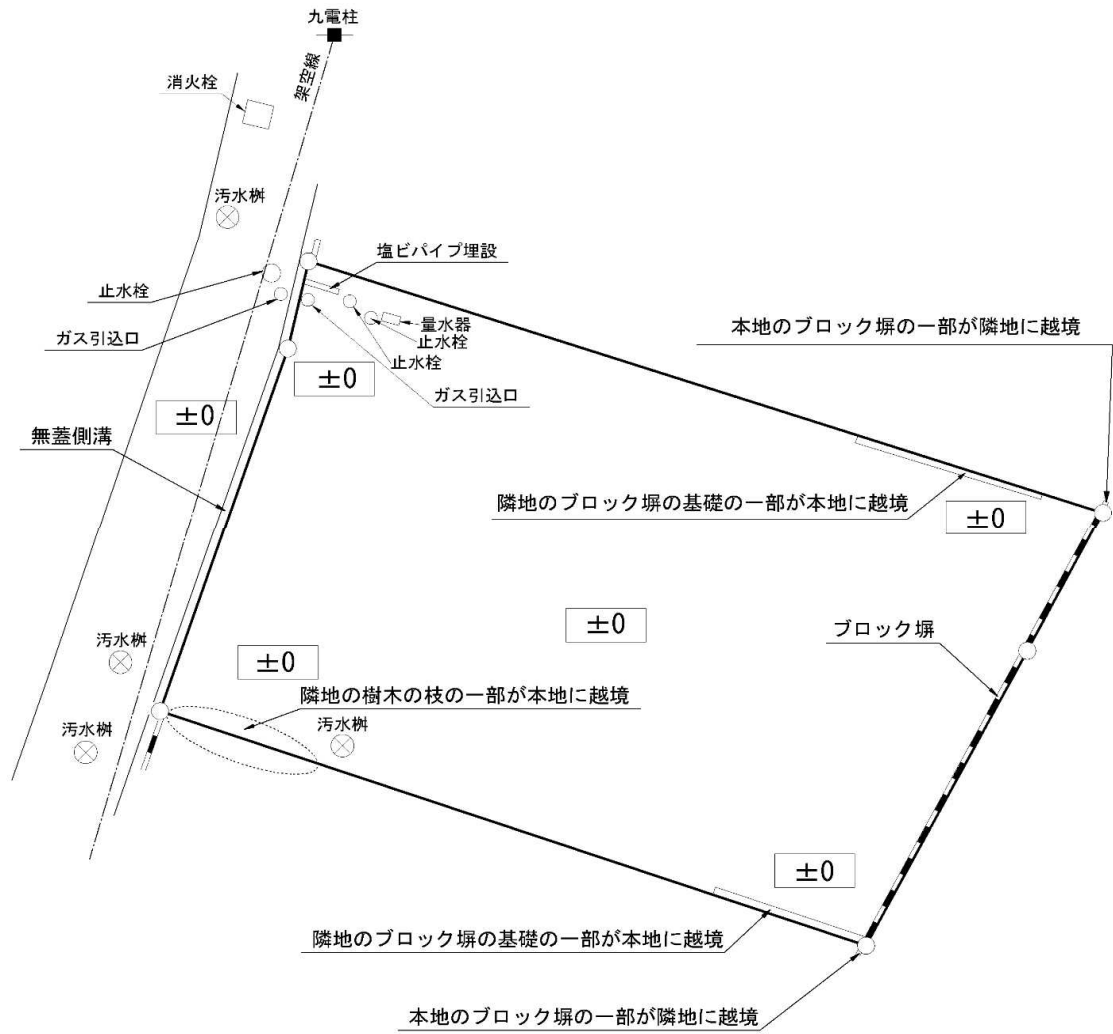 九電柱
架空線
消火栓
汚水桝
塩ビパイプ埋設
止水栓
ガス引込口
量水器
止水栓
止水栓
ガス引込口
本地のブロック塀の一部が隣地に越境
±0
±0
無蓋側溝
隣地のブロック塀の基礎の一部が本地に越境
±0
±0
ブロック塀
汚水桝
±0
隣地の樹木の枝の一部が本地に越境
汚水桝
汚水桝
±0
隣地のブロック塀の基礎の一部が本地に越境
本地のブロック塀の一部が隣地に越境